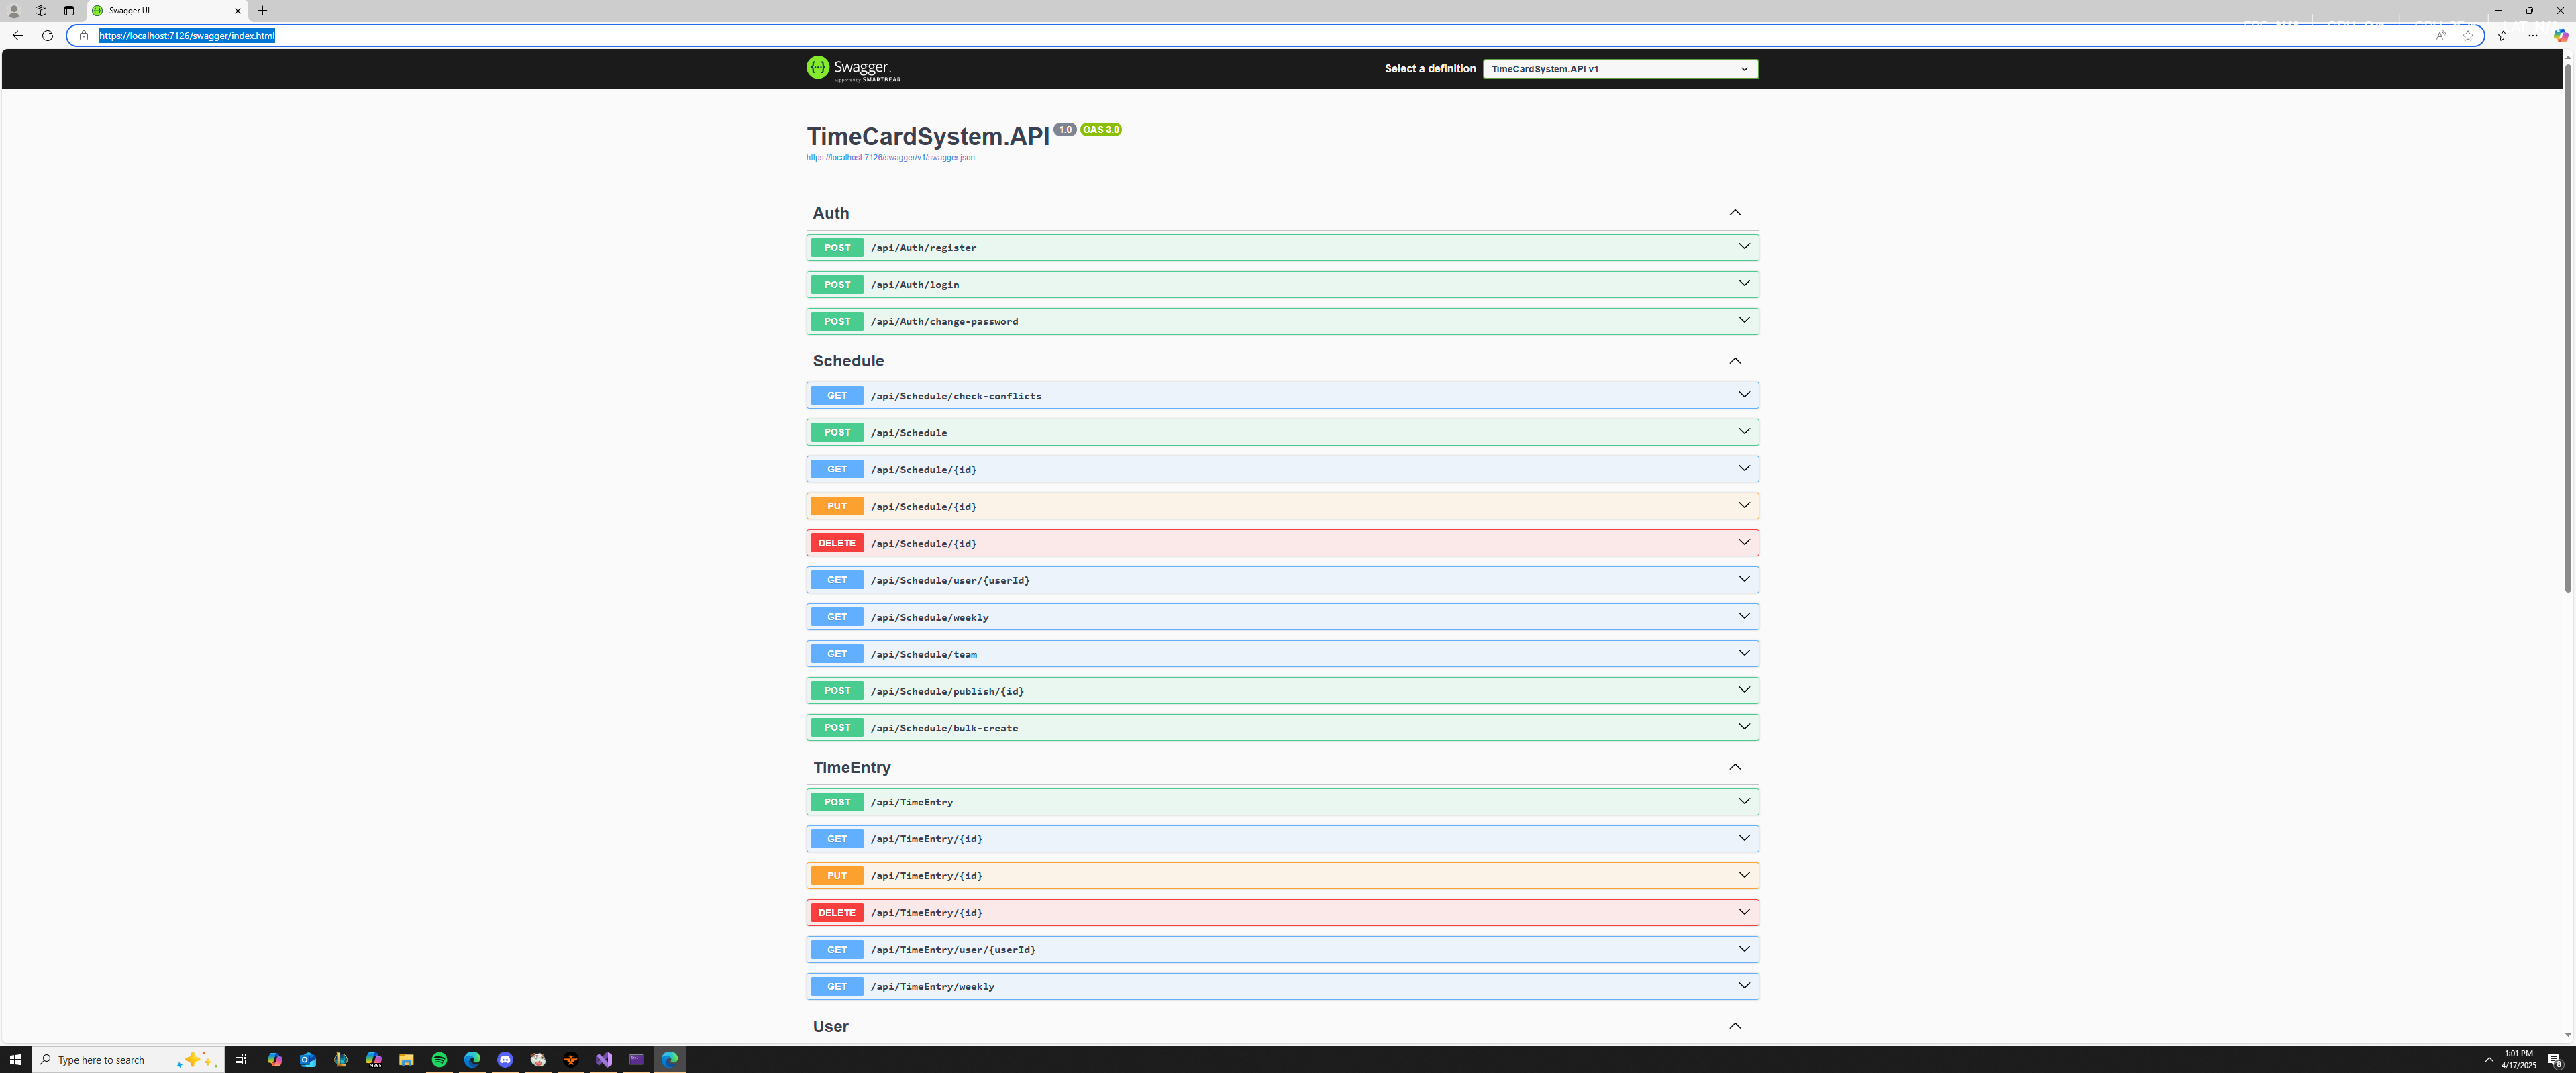 Swagger UI
https://localhost:7126/swagger/index.html
Swagger.
Supported by SMARTBEAR
Select a definition
TimeCardSystem.API v1
TimeCardSystem.API 1.0 OAS 3.0
https://localhost:7126/swagger/v1/swagger.json
Auth
POST /api/Auth/register
POST /api/Auth/login
POST /api/Auth/change-password
Schedule
GET /api/Schedule/check-conflicts
POST /api/Schedule
GET /api/Schedule/{id}
PUT /api/Schedule/{id}
DELETE /api/Schedule/{id}
GET /api/Schedule/user/{userId}
GET /api/Schedule/weekly
GET /api/Schedule/team
POST /api/Schedule/publish/{id}
POST /api/Schedule/bulk-create
TimeEntry
POST /api/TimeEntry
GET /api/TimeEntry/{id}
PUT /api/TimeEntry/{id}
DELETE /api/TimeEntry/{id}
GET /api/TimeEntry/user/{userId}
GET /api/TimeEntry/weekly
User
Type here to search
1:01 PM
4/17/2025